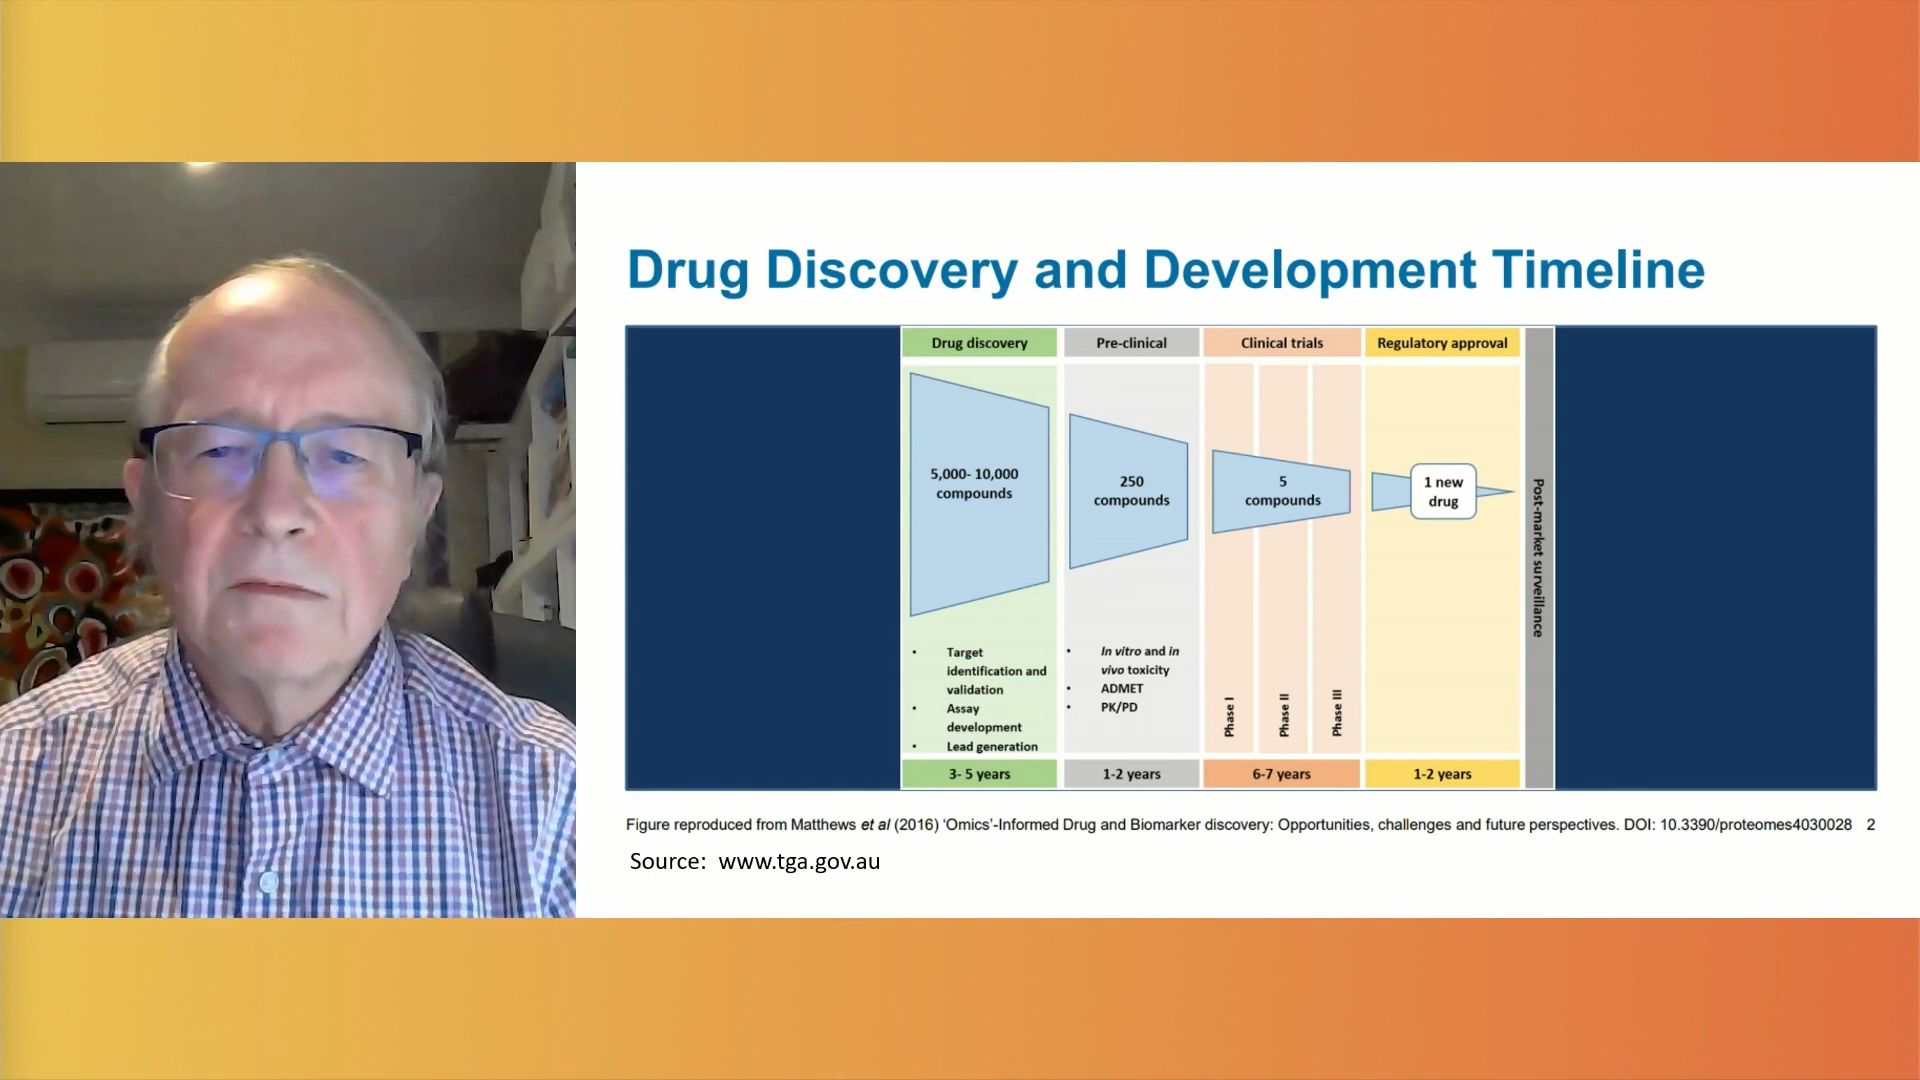 Drug Discovery and Development Timeline
Drug discovery
Pre-clinical
Clinical trials
Regulatory approval
5,000- 10,000
compounds
250
compounds
5
compounds
1 new
drug
Post-market surveillance
• Target
identification and
validation
• Assay
development
• Lead generation
• In vitro and in
vivo toxicity
• ADMET
• PK/PD
Phase I
Phase II
Phase III
3- 5 years
1-2 years
6-7 years
1-2 years
Figure reproduced from Matthews et al (2016) ‘Omics’-Informed Drug and Biomarker discovery: Opportunities, challenges and future perspectives. DOI: 10.3390/proteomes4030028 2
Source: www.tga.gov.au